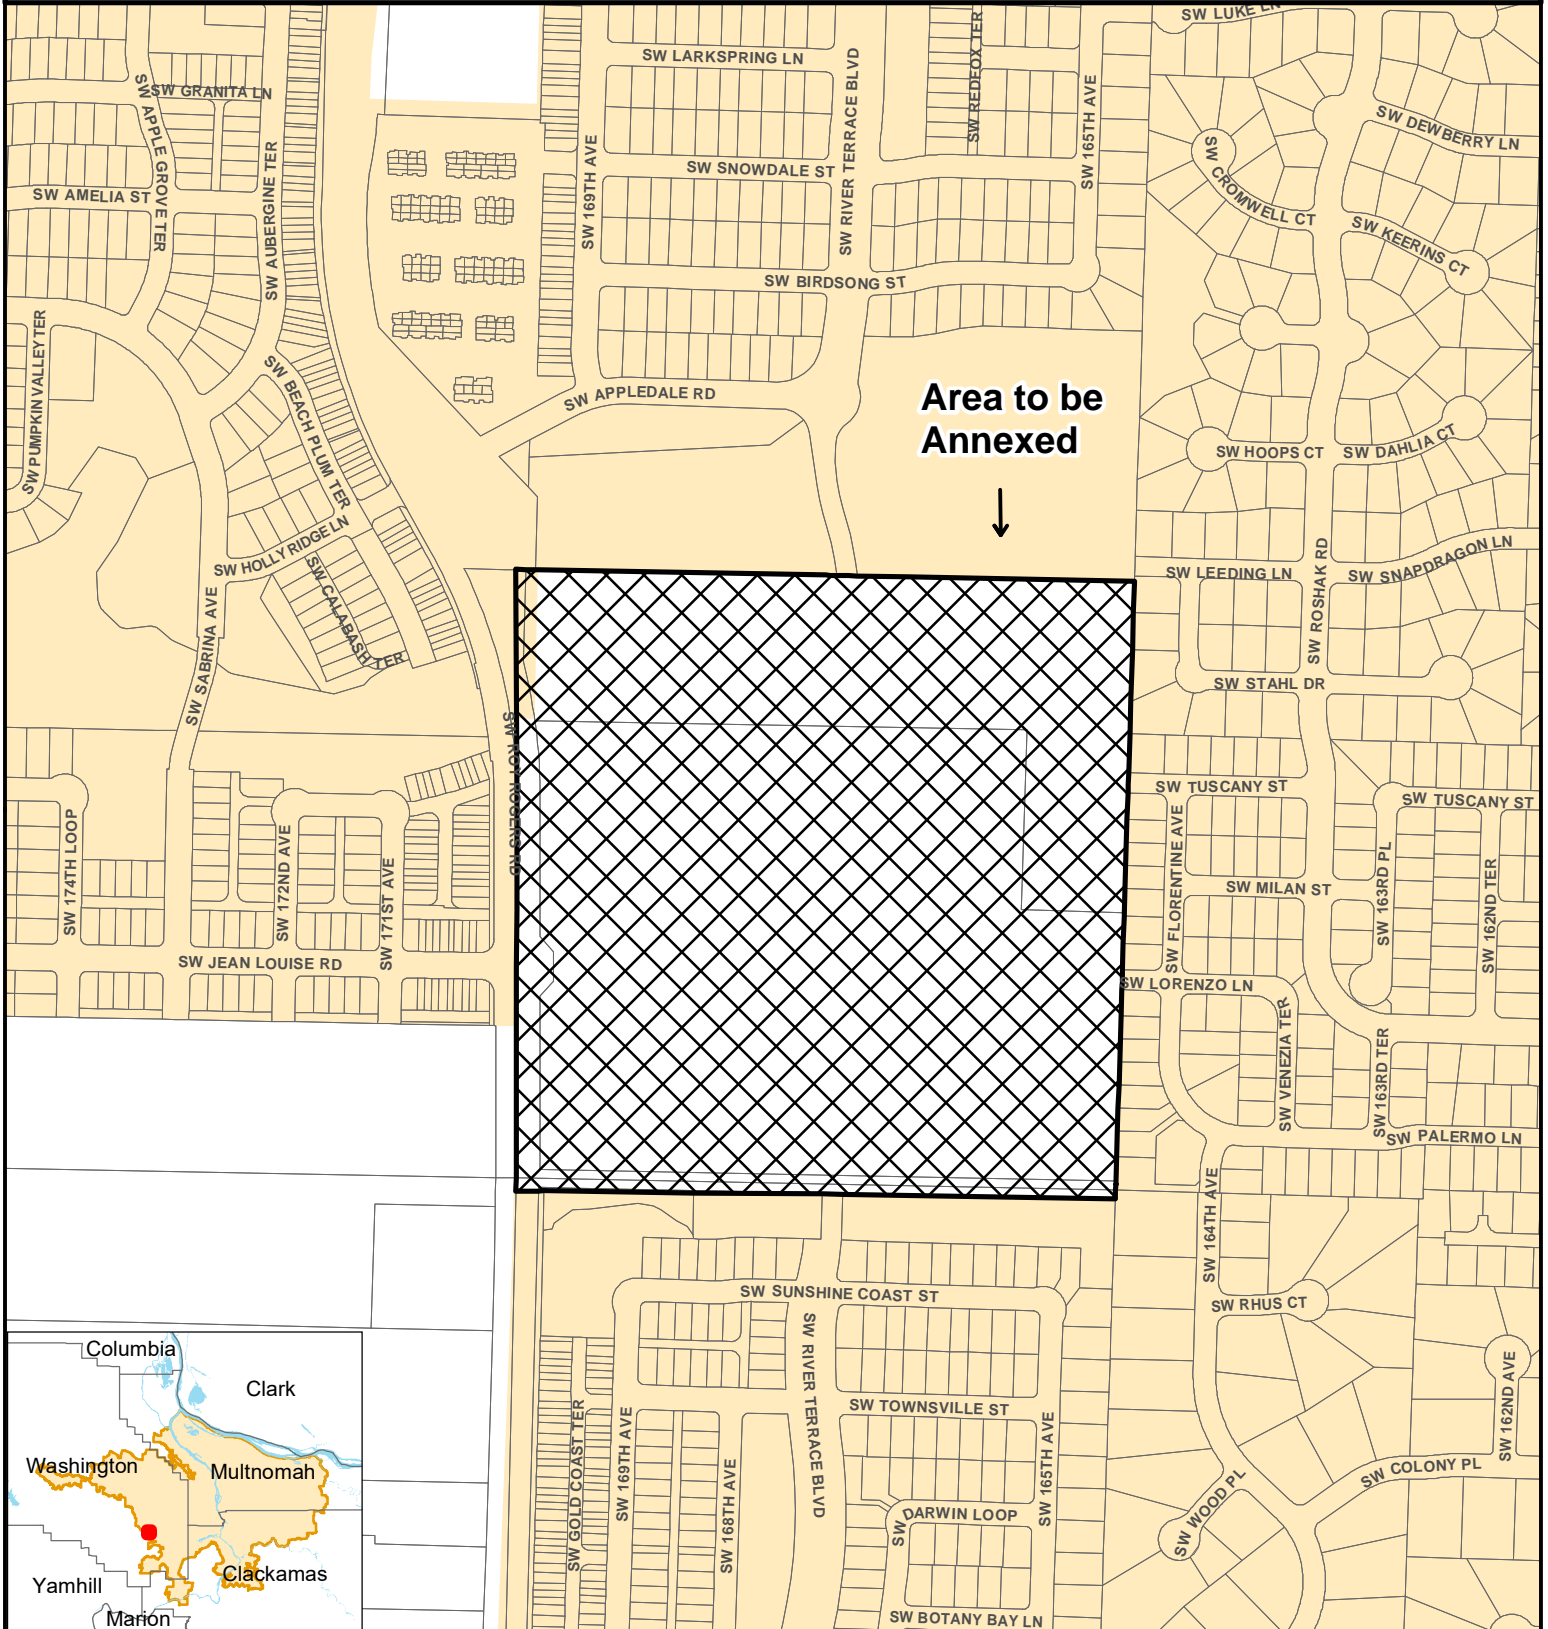 SW LUKE LN
SW LARKSPRING LN
SW REDFOX TER
SW RIVER TERRACE BLVD
SW 165TH AVE
SW GRANITA LN
SW APPLE GROVE TER
SW DEWBERRY LN
SW CROMWELL CT
SW AUBERGINE TER
SW 169TH AVE
SW SNOWDALE ST
SW AMELIA ST
SW KEERINS CT
SW BIRDSONG ST
SW PUMPKIN VALLEY TER
SW BEACH PLUM TER
SW APPLEDALE RD
Area to be
Annexed
SW HOOPS CT
SW DAHLIA CT
SW HOLLY RIDGE LN
SW CALABASH TER
SW LEEDING LN
SW ROSHAK RD
SW SNAPDRAGON LN
SW SABRINA AVE
SW STAHL DR
SW ROY ROGERS RD
SW TUSCANY ST
SW TUSCANY ST
SW 174TH LOOP
SW 172ND AVE
SW 171ST AVE
SW FLORENTINE AVE
SW MILAN ST
SW 163RD PL
SW 162ND TER
SW JEAN LOUISE RD
SW LORENZO LN
SW VENEZIA TER
SW 163RD TER
SW PALERMO LN
SW 164TH AVE
SW SUNSHINE COAST ST
SW RHUS CT
SW RIVER TERRACE BLVD
SW 162ND AVE
SW TOWNSVILLE ST
SW GOLD COAST TER
SW 169TH AVE
SW 168TH AVE
SW 165TH AVE
SW COLONY PL
SW WOOD PL
SW DARWIN LOOP
SW BOTANY BAY LN
Columbia
Clark
Washington
Multnomah
Clackamas
Yamhill
Marion